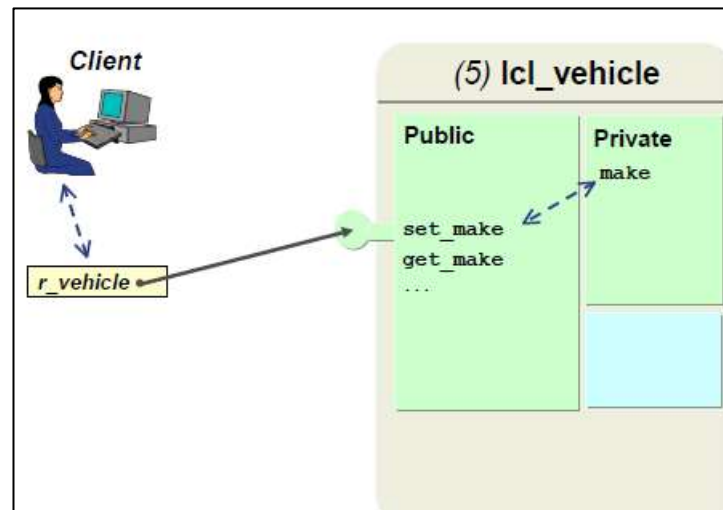 Client
(5) lcl_vehicle
Public
Private
make
set_make
get_make
...
r_vehicle